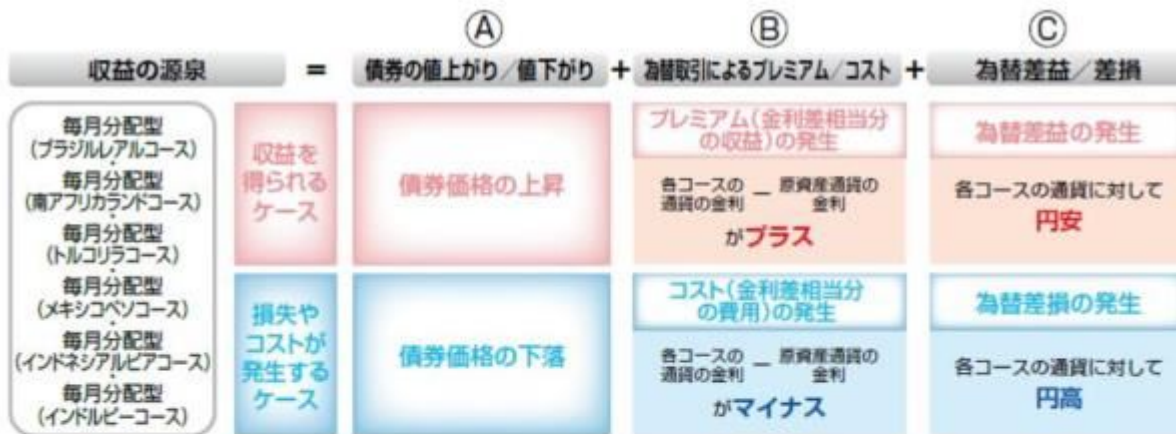 Ⓐ
Ⓑ
Ⓒ
収益の源泉 = 債券の値上がり/値下がり + 為替取引によるプレミアム/コスト + 為替差益/差損
毎月分配型
(ブラジルレアルコース)
毎月分配型
(南アフリカランドコース)
毎月分配型
(トルコリラコース)
毎月分配型
(メキシコペソコース)
毎月分配型
(インドネシアルピアコース)
毎月分配型
(インドルピーコース)
収益を
得られる
ケース
債券価格の上昇
プレミアム(金利差相当分
の収益)の発生
各コースの
通貨の金利
−
原資産通貨の
金利
がプラス
為替差益の発生
各コースの通貨に対して
円安
損失や
コストが
発生する
ケース
債券価格の下落
コスト(金利差相当分
の費用)の発生
各コースの
通貨の金利
−
原資産通貨の
金利
がマイナス
為替差損の発生
各コースの通貨に対して
円高